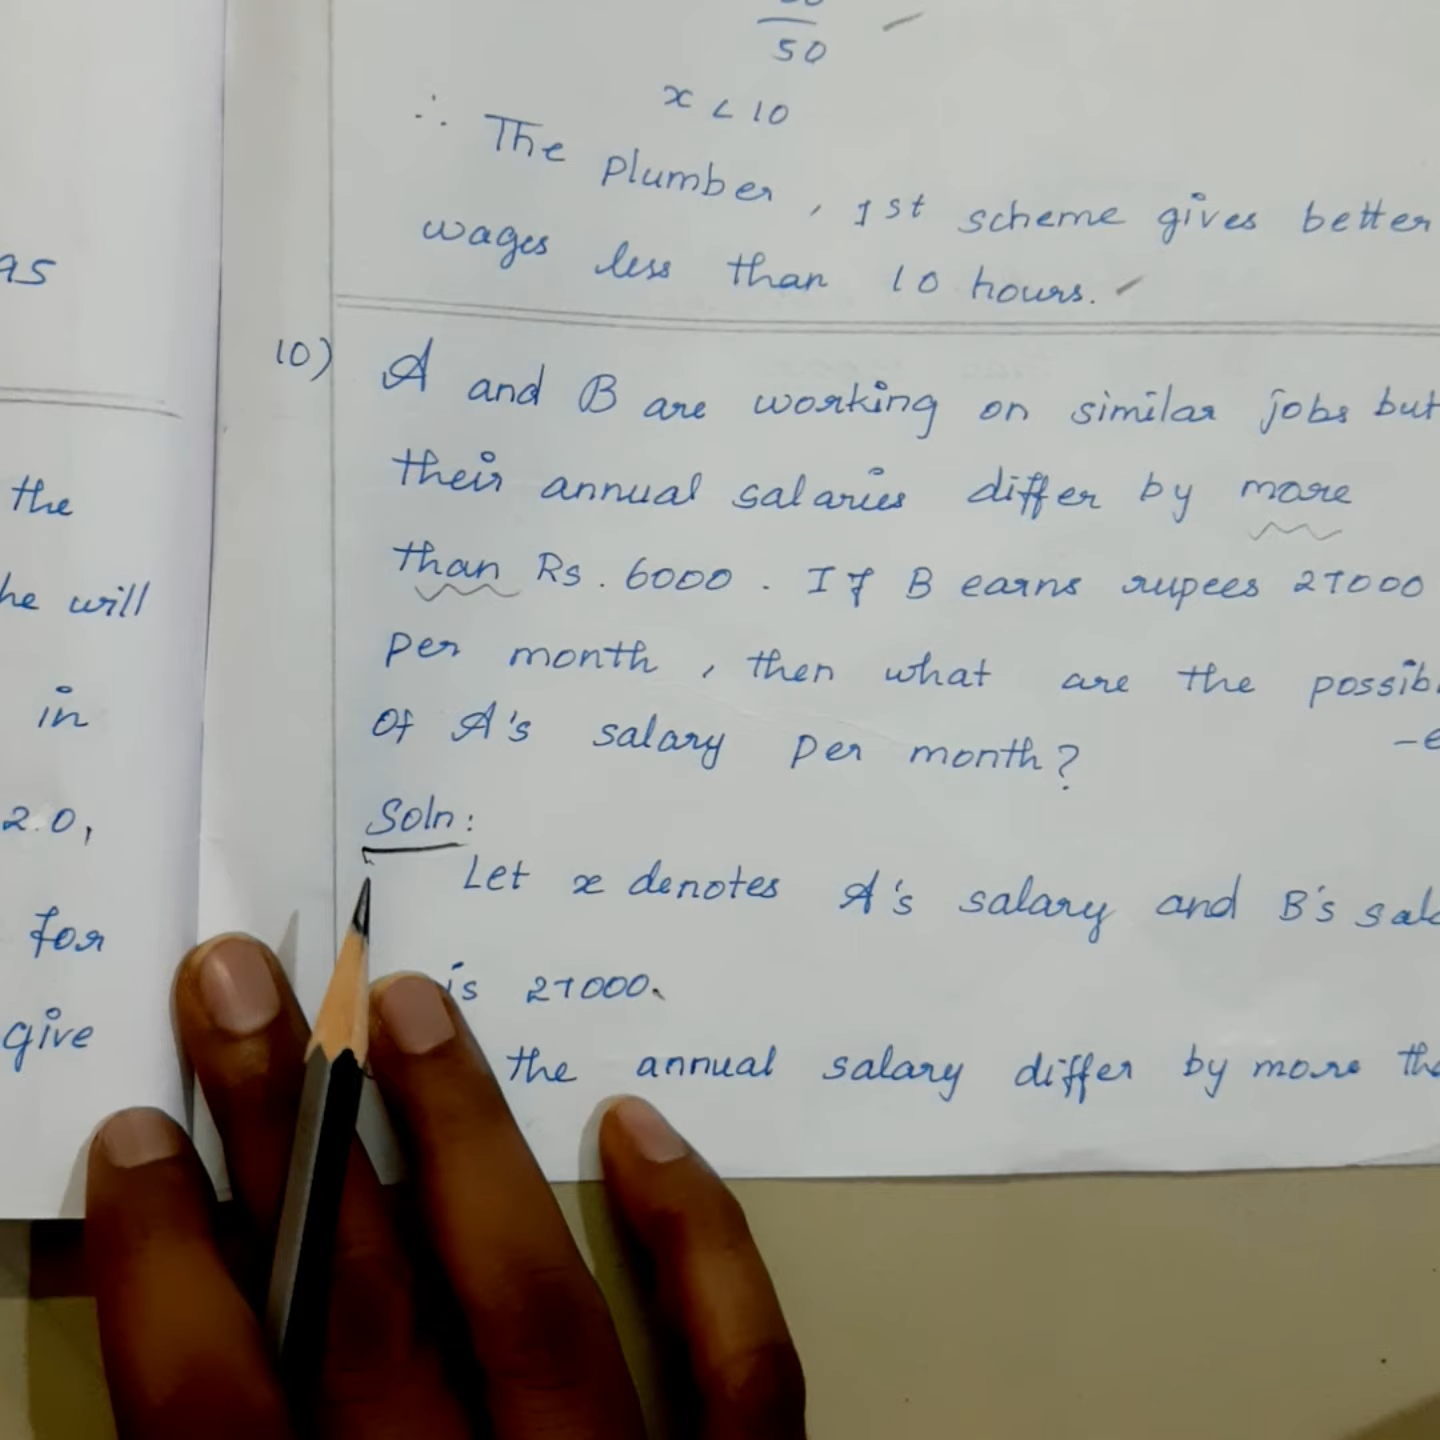 50
x < 10
∴ The plumber, 1st scheme gives better
wages less than 10 hours.
95
the
he will
in
2.0,
for
give
10) A and B are working on similar jobs but
their annual salaries differ by more
than Rs. 6000. If B earns rupees 27000
per month, then what are the possib
of A's salary per month?
Soln:
Let x denotes A's salary and B's sala
is 27000.
the annual salary differ by more tha